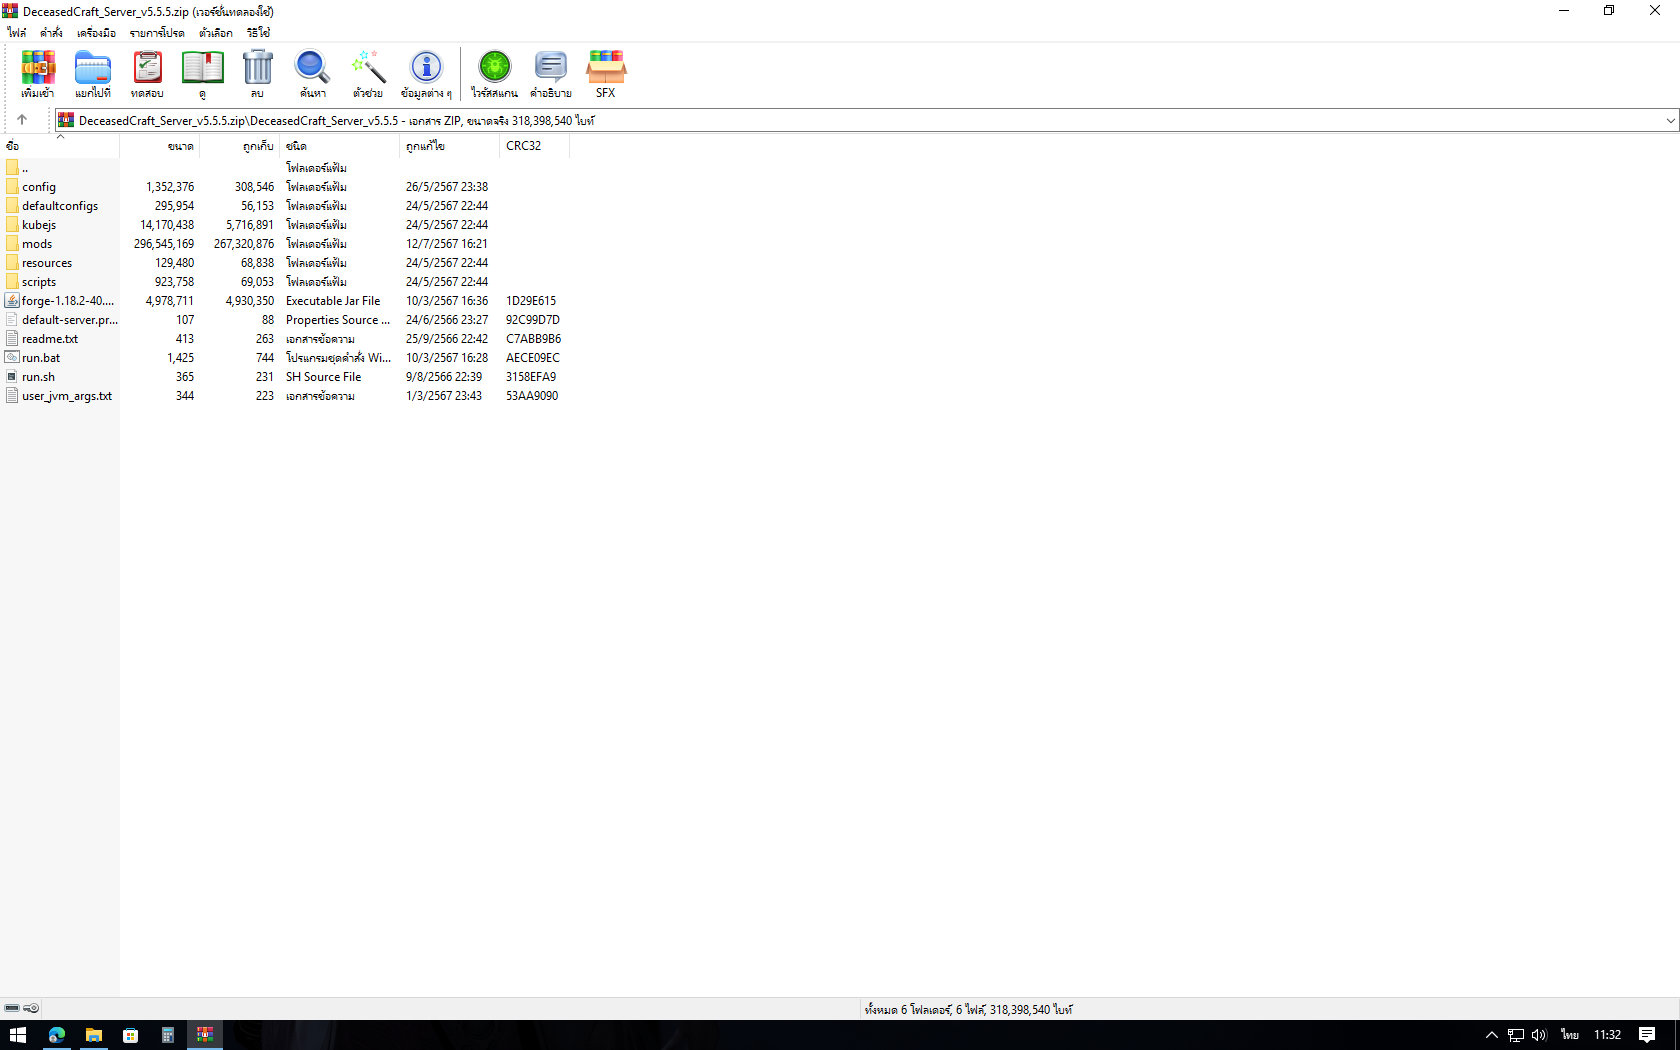 DeceasedCraft_Server_v5.5.5.zip (เวอร์ชั่นทดลองใช้)
ไฟล์ คำสั่ง เครื่องมือ รายการโปรด ตัวเลือก วิธีใช้
เพิ่มเข้า แยกไปที่ ทดสอบ ดู ลบ ค้นหา ตัวช่วย ข้อมูลต่าง ๆ ไวรัสสแกน คำอธิบาย SFX
DeceasedCraft_Server_v5.5.5.zip\DeceasedCraft_Server_v5.5.5 - เอกสาร ZIP, ขนาดจริง 318,398,540 ไบท์
ชื่อ ขนาด ถูกเก็บ ชนิด ถูกแก้ไข CRC32
.. โฟลเดอร์แฟ้ม
config 1,352,376 308,546 โฟลเดอร์แฟ้ม 26/5/2567 23:38
defaultconfigs 295,954 56,153 โฟลเดอร์แฟ้ม 24/5/2567 22:44
kubejs 14,170,438 5,716,891 โฟลเดอร์แฟ้ม 24/5/2567 22:44
mods 296,545,169 267,320,876 โฟลเดอร์แฟ้ม 12/7/2567 16:21
resources 129,480 68,838 โฟลเดอร์แฟ้ม 24/5/2567 22:44
scripts 923,758 69,053 โฟลเดอร์แฟ้ม 24/5/2567 22:44
forge-1.18.2-40.... 4,978,711 4,930,350 Executable Jar File 10/3/2567 16:36 1D29E615
default-server.pr... 107 88 Properties Source ... 24/6/2566 23:27 92C99D7D
readme.txt 413 263 เอกสารข้อความ 25/9/2566 22:42 C7ABB9B6
run.bat 1,425 744 โปรแกรมชุดคำสั่ง Wi... 10/3/2567 16:28 AECE09EC
run.sh 365 231 SH Source File 9/8/2566 22:39 3158EFA9
user_jvm_args.txt 344 223 เอกสารข้อความ 1/3/2567 23:43 53AA9090
ทั้งหมด 6 โฟลเดอร์, 6 ไฟล์, 318,398,540 ไบท์
ไทย 11:32